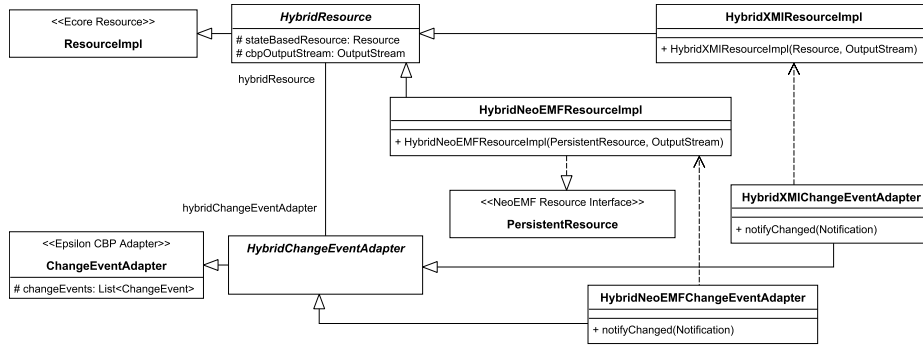 <<Ecore Resource>>
ResourceImpl
HybridResource
# stateBasedResource: Resource
# cbpOutputStream: OutputStream
HybridXMIResourceImpl
+ HybridXMIResourceImpl(Resource, OutputStream)
hybridResource
HybridNeoEMFResourceImpl
+ HybridNeoEMFResourceImpl(PersistentResource, OutputStream)
<<NeoEMF Resource Interface>>
PersistentResource
HybridXMIChangeEventAdapter
+ notifyChanged(Notification)
hybridChangeEventAdapter
<<Epsilon CBP Adapter>>
ChangeEventAdapter
# changeEvents: List<ChangeEvent>
HybridChangeEventAdapter
HybridNeoEMFChangeEventAdapter
+ notifyChanged(Notification)